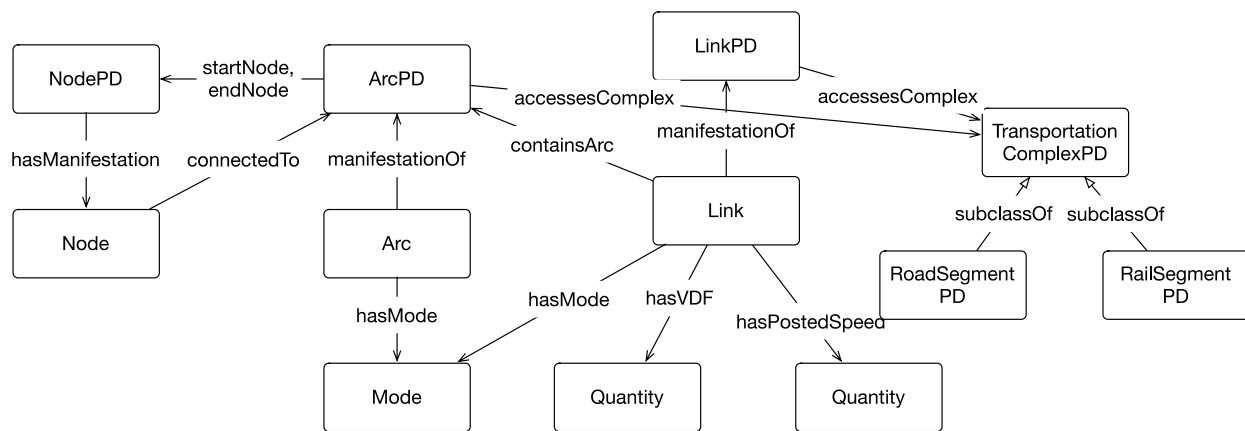 LinkPD
NodePD
startNode,
endNode
ArcPD
accessesComplex
accessesComplex
Transportation
ComplexPD
hasManifestation
connectedTo
manifestationOf
containsArc
manifestationOf
Node
Arc
Link
subclassOf
subclassOf
RoadSegment
PD
RailSegment
PD
hasMode
hasMode
hasVDF
hasPostedSpeed
Mode
Quantity
Quantity